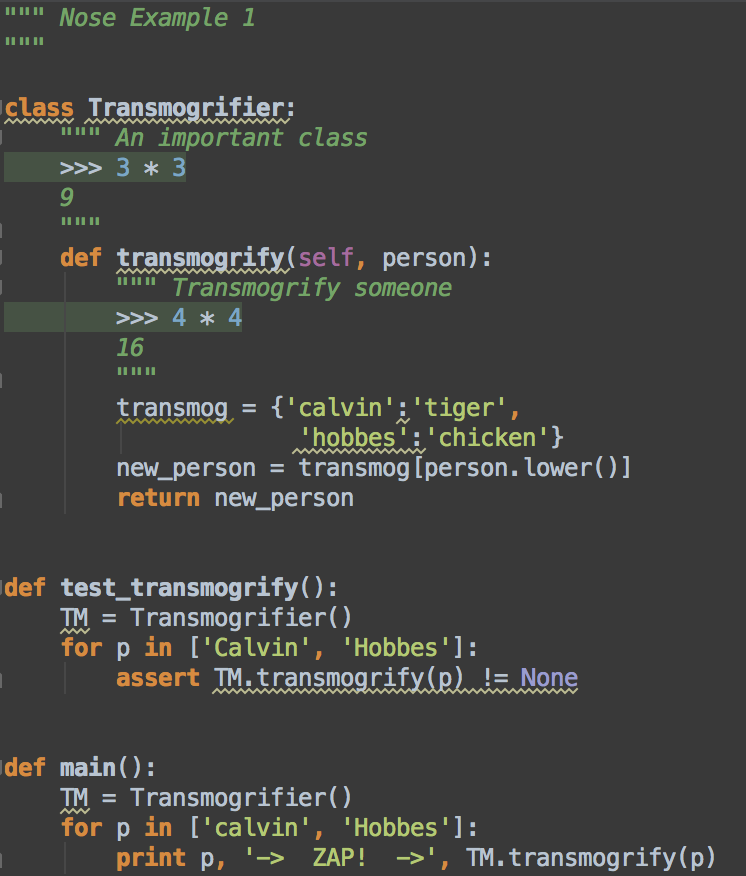 """ Nose Example 1
"""
class Transmogrifier:
    """ An important class
    >>> 3 * 3
    9
    """
    def transmogrify(self, person):
        """ Transmogrify someone
        >>> 4 * 4
        16
        """
        transmog = {'calvin':'tiger',
                     'hobbes':'chicken'}
        new_person = transmog[person.lower()]
        return new_person
def test_transmogrify():
    TM = Transmogrifier()
    for p in ['Calvin', 'Hobbes']:
        assert TM.transmogrify(p) != None
def main():
    TM = Transmogrifier()
    for p in ['calvin', 'Hobbes']:
        print p, '->  ZAP!  ->', TM.transmogrify(p)